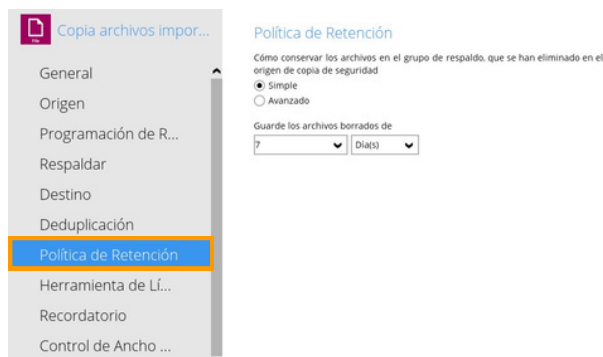 Copia archivos impor...
General
Origen
Programación de R...
Respaldar
Destino
Deduplicación
Política de Retención
Herramienta de Lí...
Recordatorio
Control de Ancho ...
Política de Retención
Cómo conservar los archivos en el grupo de respaldo, que se han eliminado en el
origen de copia de seguridad
Simple
Avanzado
Guarde los archivos borrados de
7 Día(s)